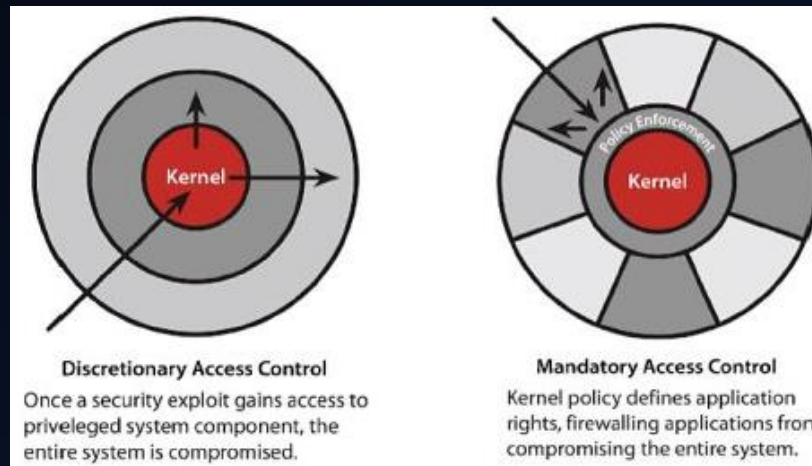 Kernel
Discretionary Access Control
Once a security exploit gains access to
priveleged system component, the
entire system is compromised.
Policy Enforcement
Kernel
Mandatory Access Control
Kernel policy defines application
rights, firewalling applications from
compromising the entire system.